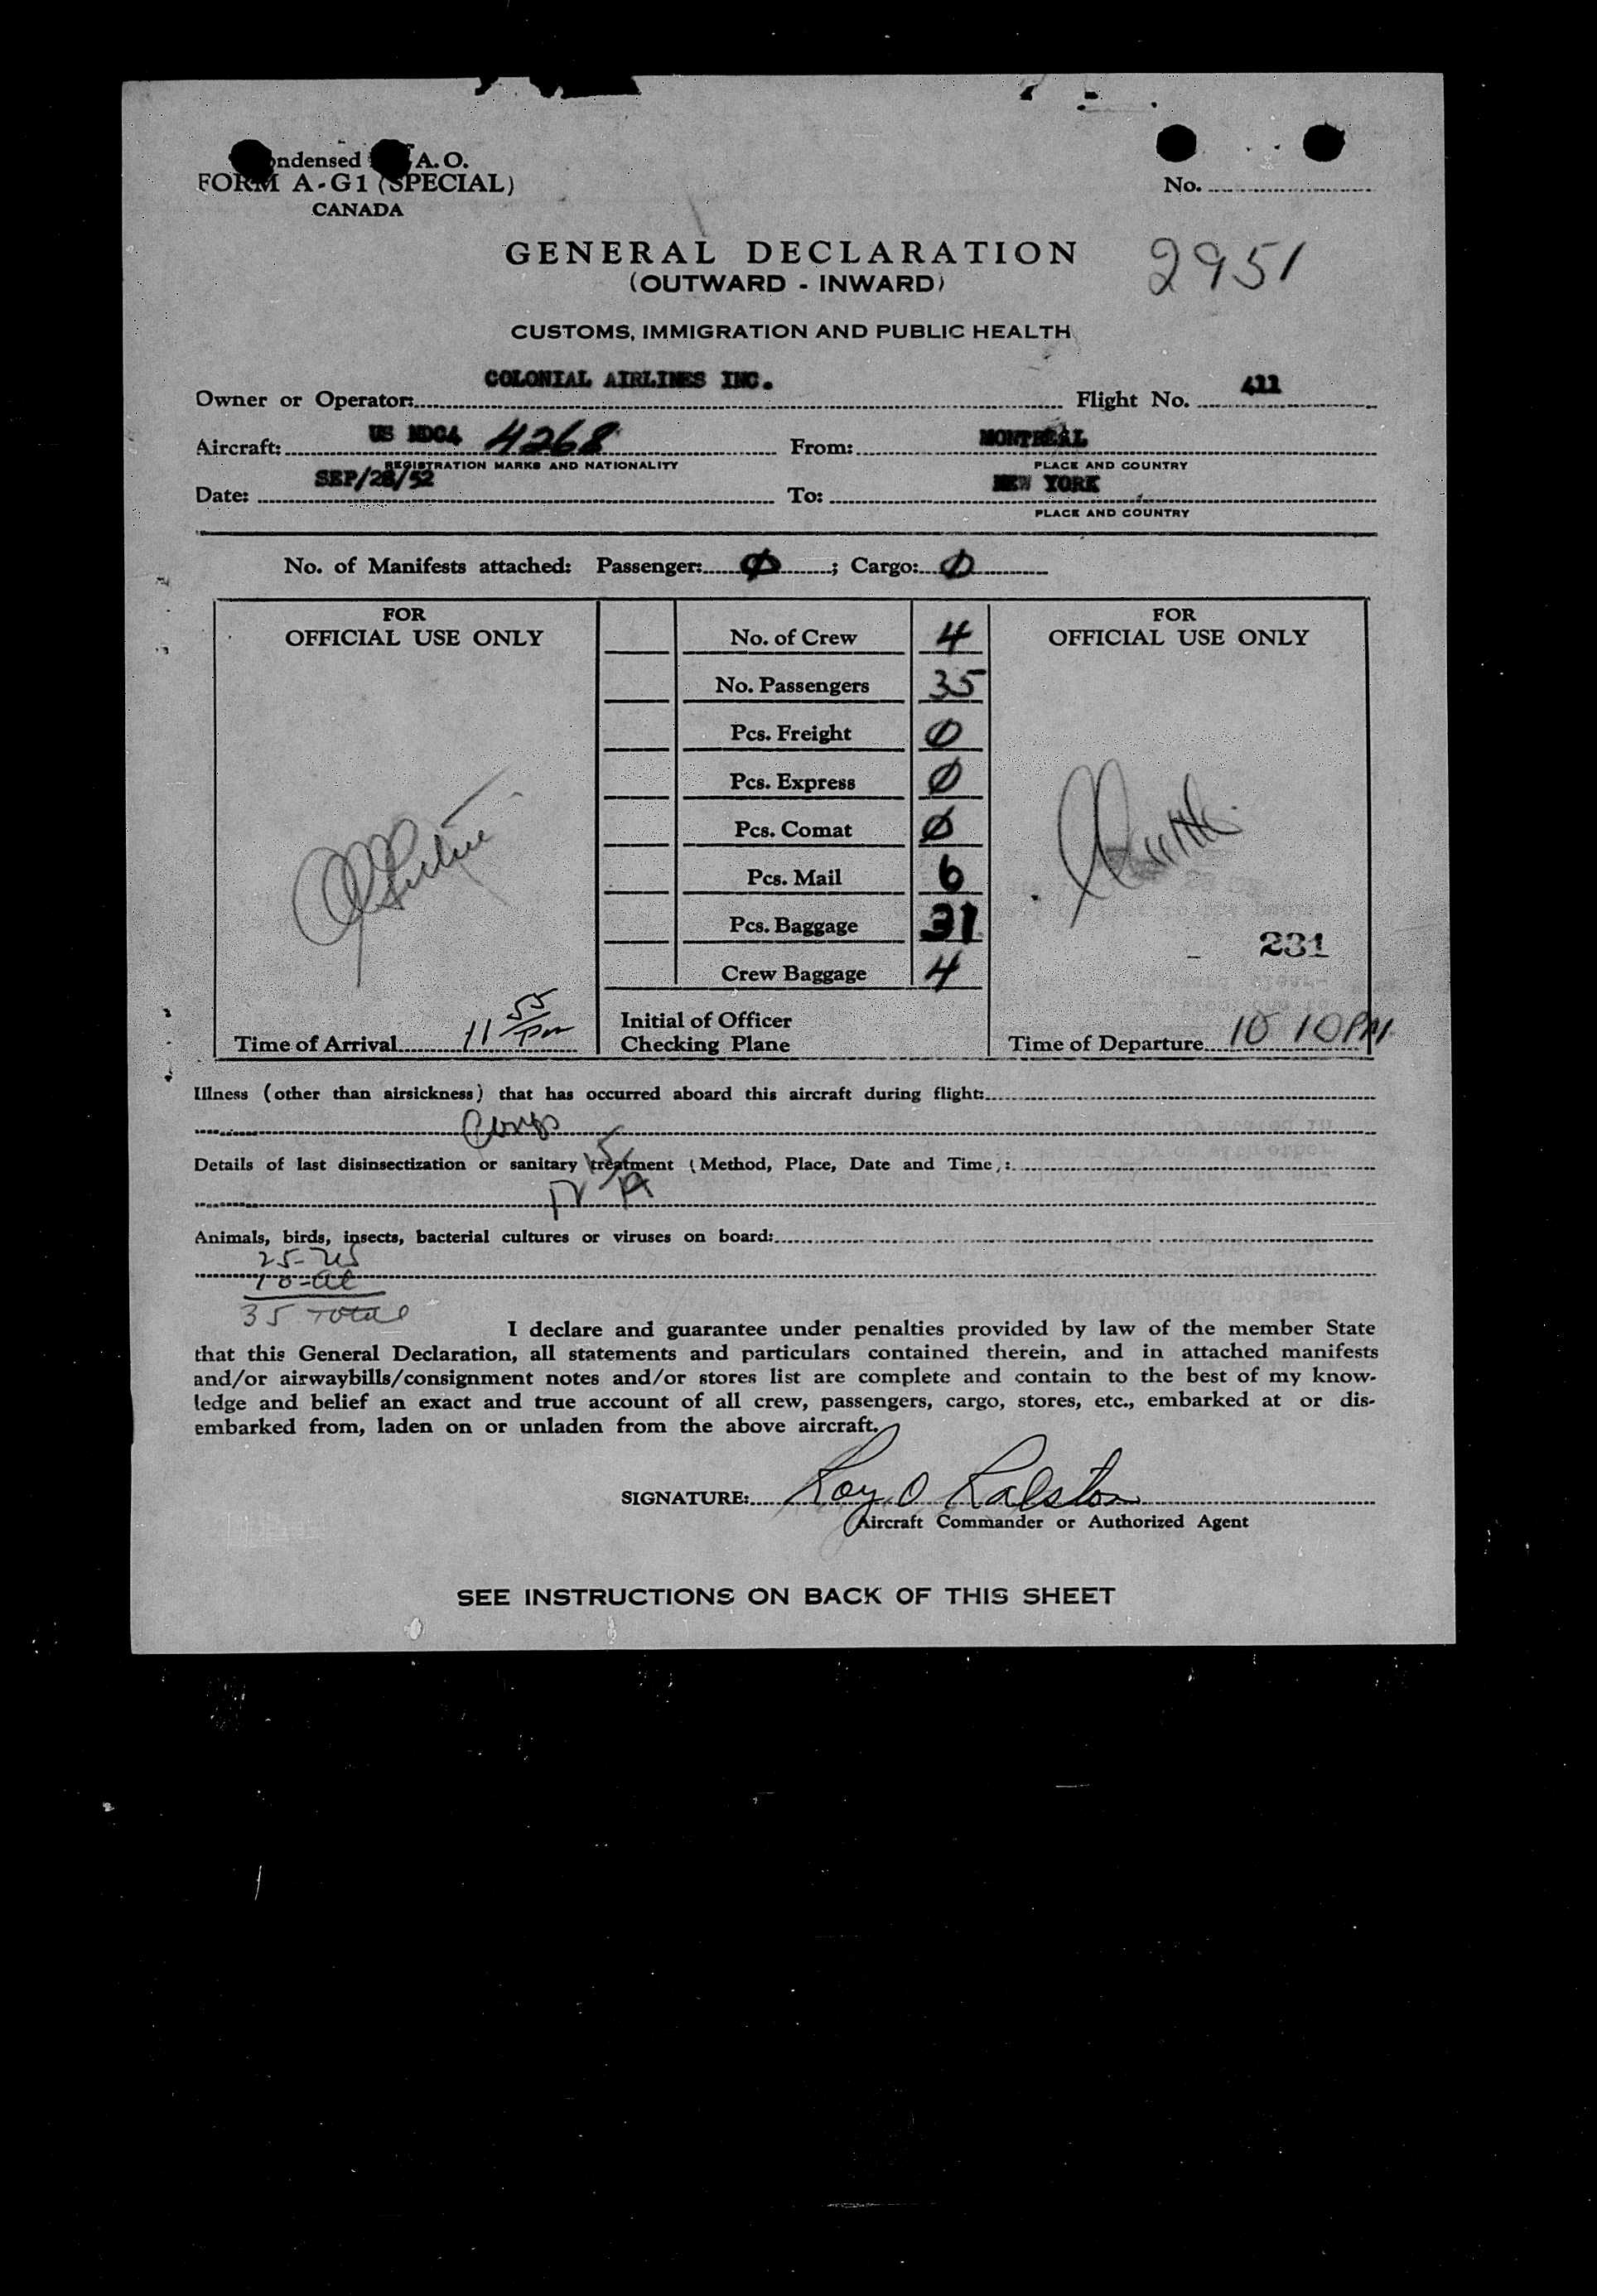 ondensed A.O.
FORM A-G1 (SPECIAL)
CANADA
No.
GENERAL DECLARATION
2951
(OUTWARD - INWARD)
CUSTOMS, IMMIGRATION AND PUBLIC HEALTH
Owner or Operator: COLONIAL AIRLINES INC. Flight No. 411
Aircraft: US NDC4 4268 From: MONTREAL
REGISTRATION MARKS AND NATIONALITY PLACE AND COUNTRY
Date: SEP/28/52 To: NEW YORK
PLACE AND COUNTRY
No. of Manifests attached: Passenger: Ø ; Cargo: Ø
FOR
OFFICIAL USE ONLY
No. of Crew 4
No. Passengers 35
Pcs. Freight Ø
Pcs. Express Ø
Pcs. Comat Ø
Pcs. Mail 6
Pcs. Baggage 31
Crew Baggage 4
FOR
OFFICIAL USE ONLY
231
Time of Arrival 11 55 pm
Initial of Officer
Checking Plane
Time of Departure 10 10 PM
Illness (other than airsickness) that has occurred aboard this aircraft during flight:
Details of last disinsectization or sanitary treatment (Method, Place, Date and Time):
Animals, birds, insects, bacterial cultures or viruses on board:
25-US
10-al
35 Total
I declare and guarantee under penalties provided by law of the member State
that this General Declaration, all statements and particulars contained therein, and in attached manifests
and/or airwaybills/consignment notes and/or stores list are complete and contain to the best of my know-
ledge and belief an exact and true account of all crew, passengers, cargo, stores, etc., embarked at or dis-
embarked from, laden on or unladen from the above aircraft.
SIGNATURE: Roy O Ralston
Aircraft Commander or Authorized Agent
SEE INSTRUCTIONS ON BACK OF THIS SHEET